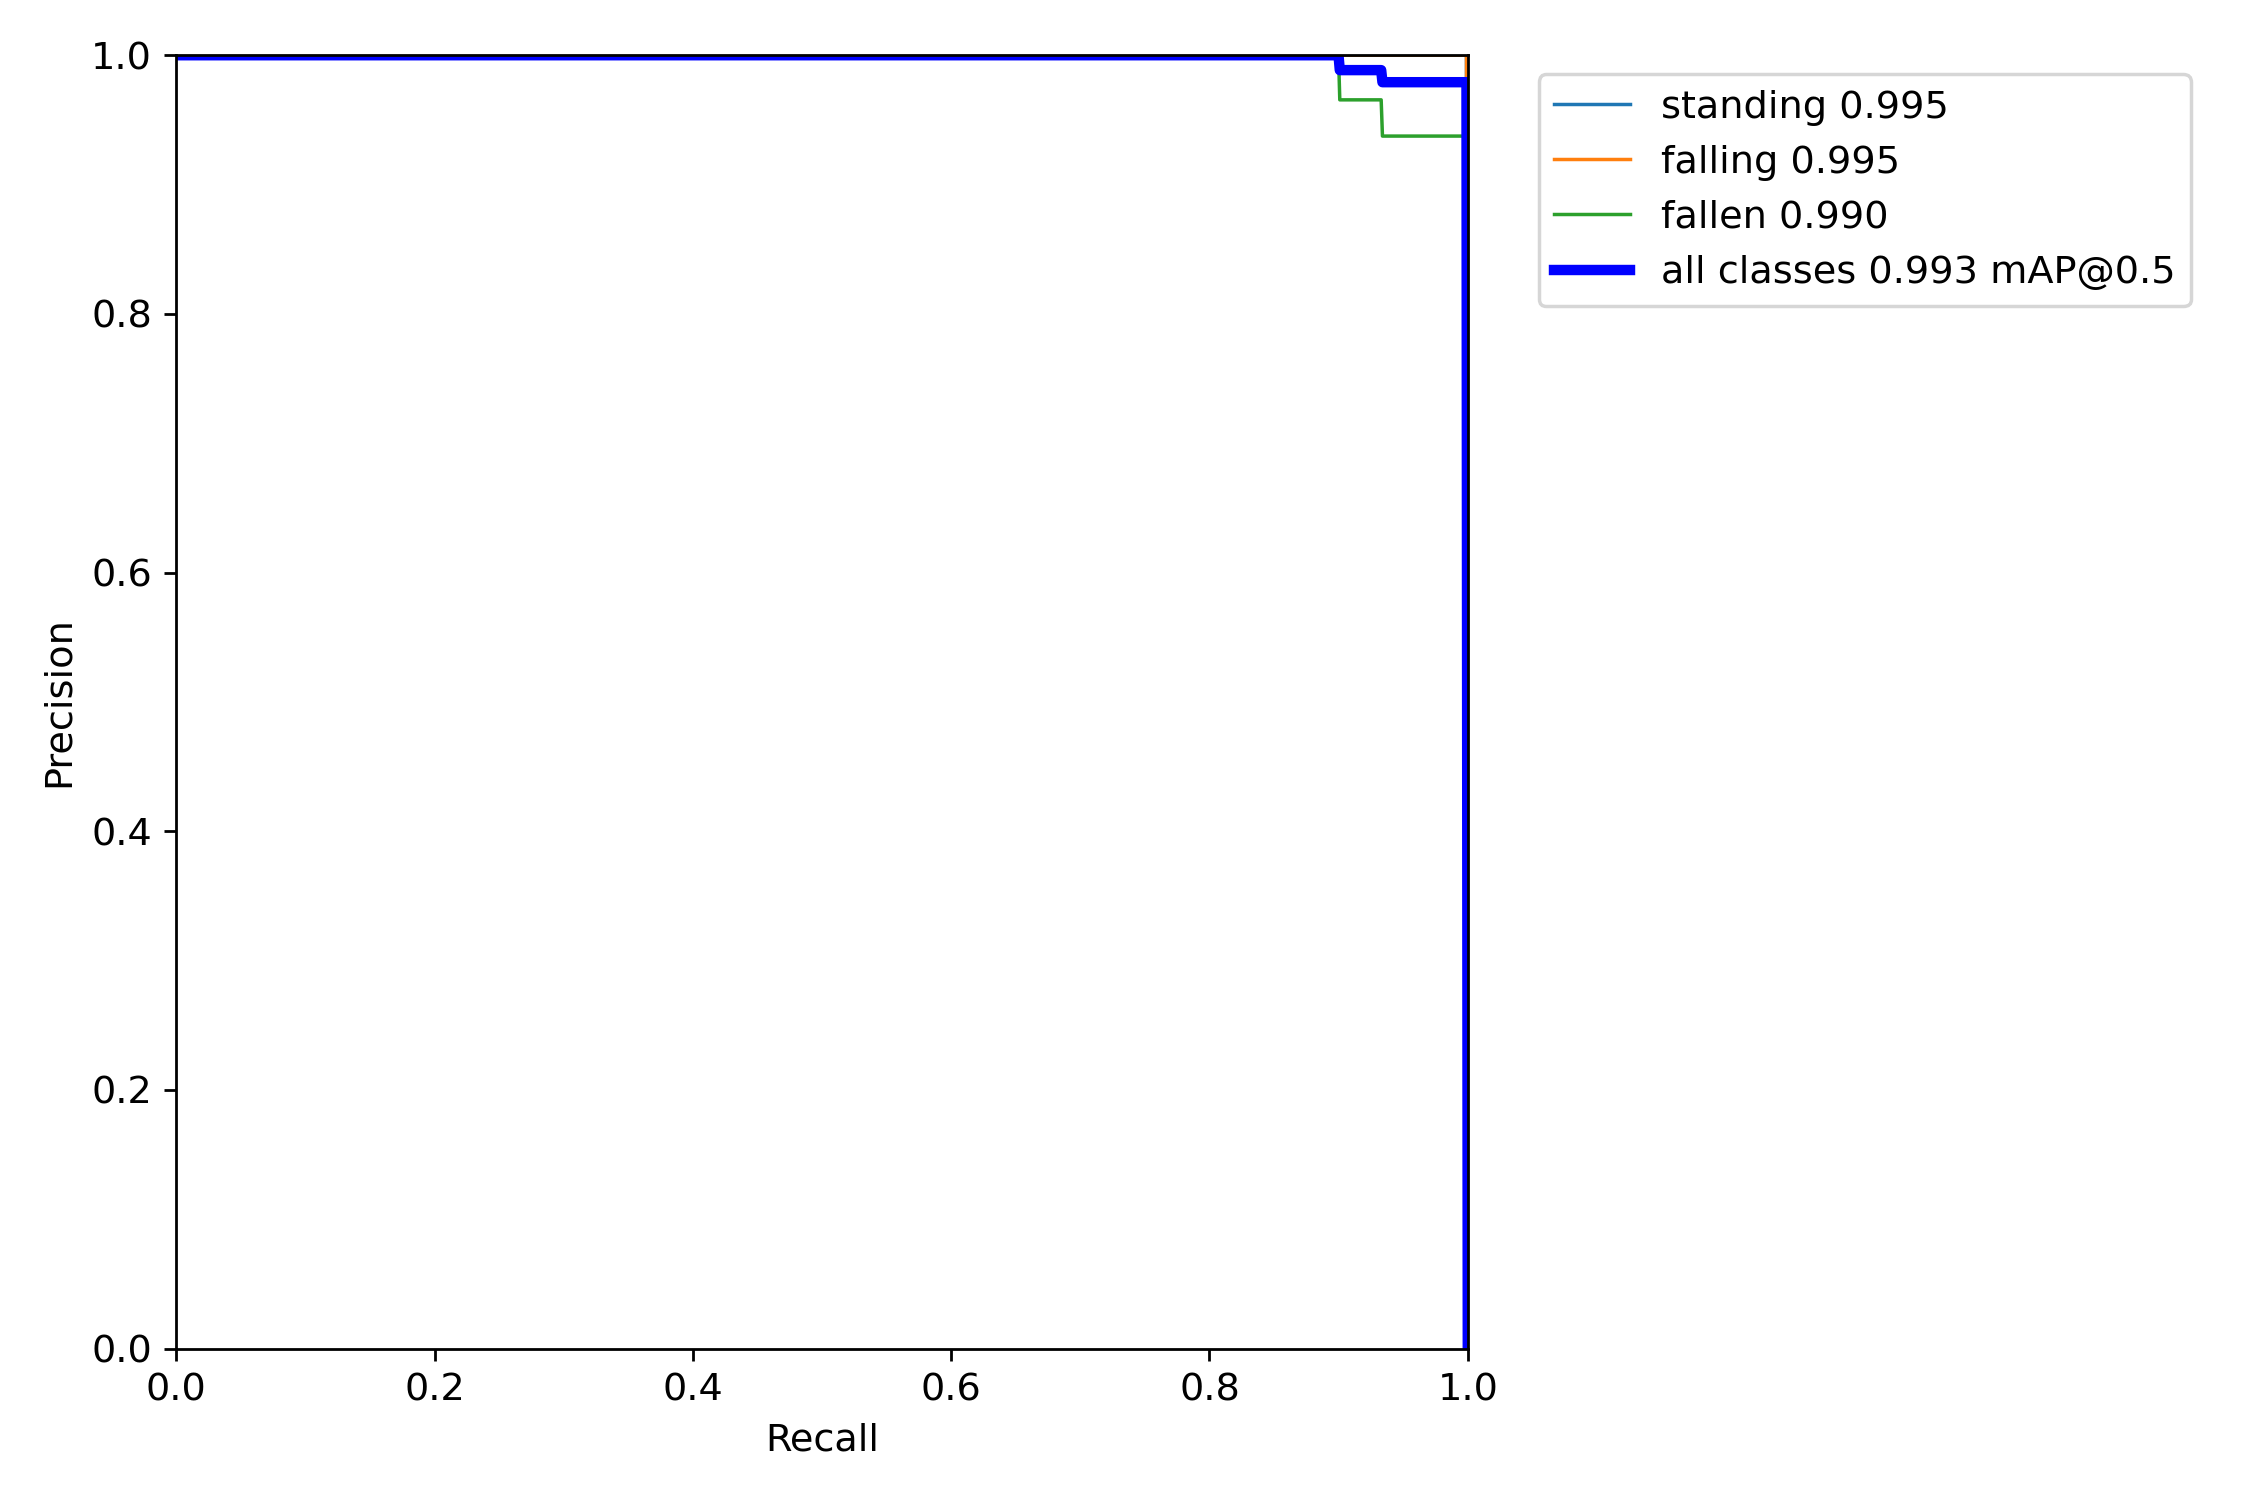 1.0
0.8
0.6
0.4
0.2
0.0
0.0 0.2 0.4 0.6 0.8 1.0
Precision
Recall
standing 0.995
falling 0.995
fallen 0.990
all classes 0.993 mAP@0.5